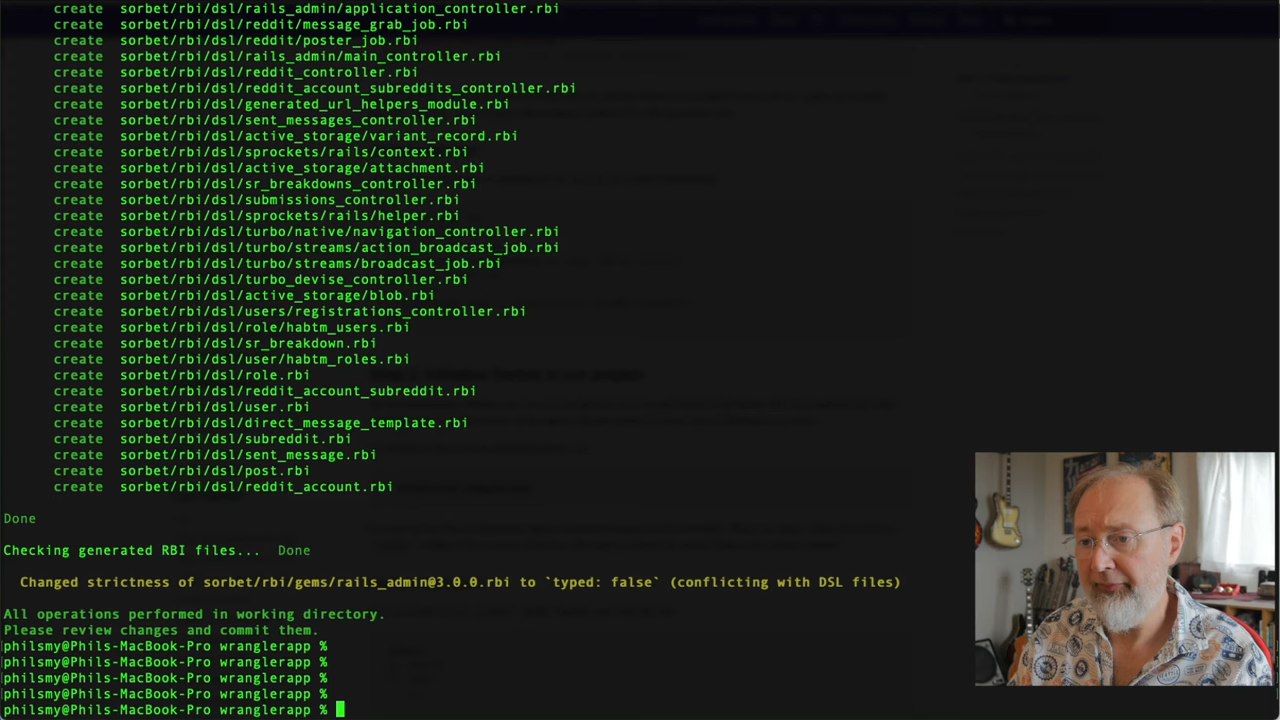 create sorbet/rbi/dsl/rails_admin/application_controller.rbi
create sorbet/rbi/dsl/reddit/message_grab_job.rbi
create sorbet/rbi/dsl/reddit/poster_job.rbi
create sorbet/rbi/dsl/rails_admin/main_controller.rbi
create sorbet/rbi/dsl/reddit_controller.rbi
create sorbet/rbi/dsl/reddit_account_subreddits_controller.rbi
create sorbet/rbi/dsl/generated_url_helpers_module.rbi
create sorbet/rbi/dsl/sent_messages_controller.rbi
create sorbet/rbi/dsl/active_storage/variant_record.rbi
create sorbet/rbi/dsl/sprockets/rails/context.rbi
create sorbet/rbi/dsl/active_storage/attachment.rbi
create sorbet/rbi/dsl/sr_breakdowns_controller.rbi
create sorbet/rbi/dsl/submissions_controller.rbi
create sorbet/rbi/dsl/sprockets/rails/helper.rbi
create sorbet/rbi/dsl/turbo/native/navigation_controller.rbi
create sorbet/rbi/dsl/turbo/streams/action_broadcast_job.rbi
create sorbet/rbi/dsl/turbo/streams/broadcast_job.rbi
create sorbet/rbi/dsl/turbo_devise_controller.rbi
create sorbet/rbi/dsl/active_storage/blob.rbi
create sorbet/rbi/dsl/users/registrations_controller.rbi
create sorbet/rbi/dsl/role/habtm_users.rbi
create sorbet/rbi/dsl/sr_breakdown.rbi
create sorbet/rbi/dsl/user/habtm_roles.rbi
create sorbet/rbi/dsl/role.rbi
create sorbet/rbi/dsl/reddit_account_subreddit.rbi
create sorbet/rbi/dsl/user.rbi
create sorbet/rbi/dsl/direct_message_template.rbi
create sorbet/rbi/dsl/subreddit.rbi
create sorbet/rbi/dsl/sent_message.rbi
create sorbet/rbi/dsl/post.rbi
create sorbet/rbi/dsl/reddit_account.rbi
Done
Checking generated RBI files... Done
Changed strictness of sorbet/rbi/gems/rails_admin@3.0.0.rbi to `typed: false` (conflicting with DSL files)
All operations performed in working directory.
Please review changes and commit them.
philsmy@Phils-MacBook-Pro wranglerapp %
philsmy@Phils-MacBook-Pro wranglerapp %
philsmy@Phils-MacBook-Pro wranglerapp %
philsmy@Phils-MacBook-Pro wranglerapp %
philsmy@Phils-MacBook-Pro wranglerapp %